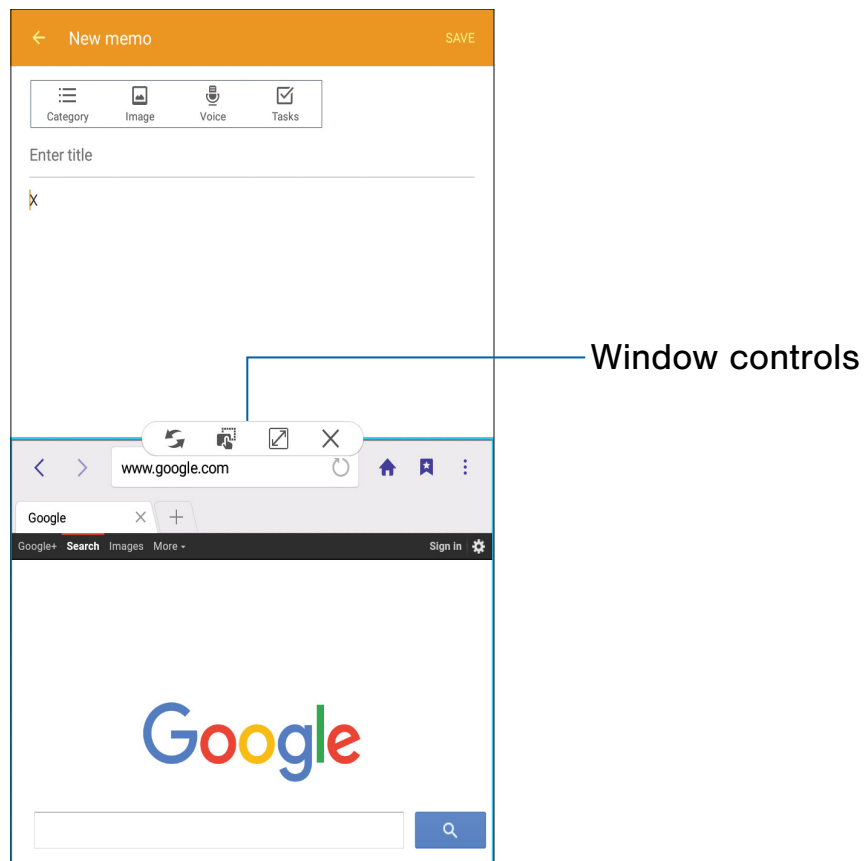 New memo SAVE
Category Image Voice Tasks
Enter title
X
Window controls
www.google.com
Google
Google+ Search Images More Sign in
Google